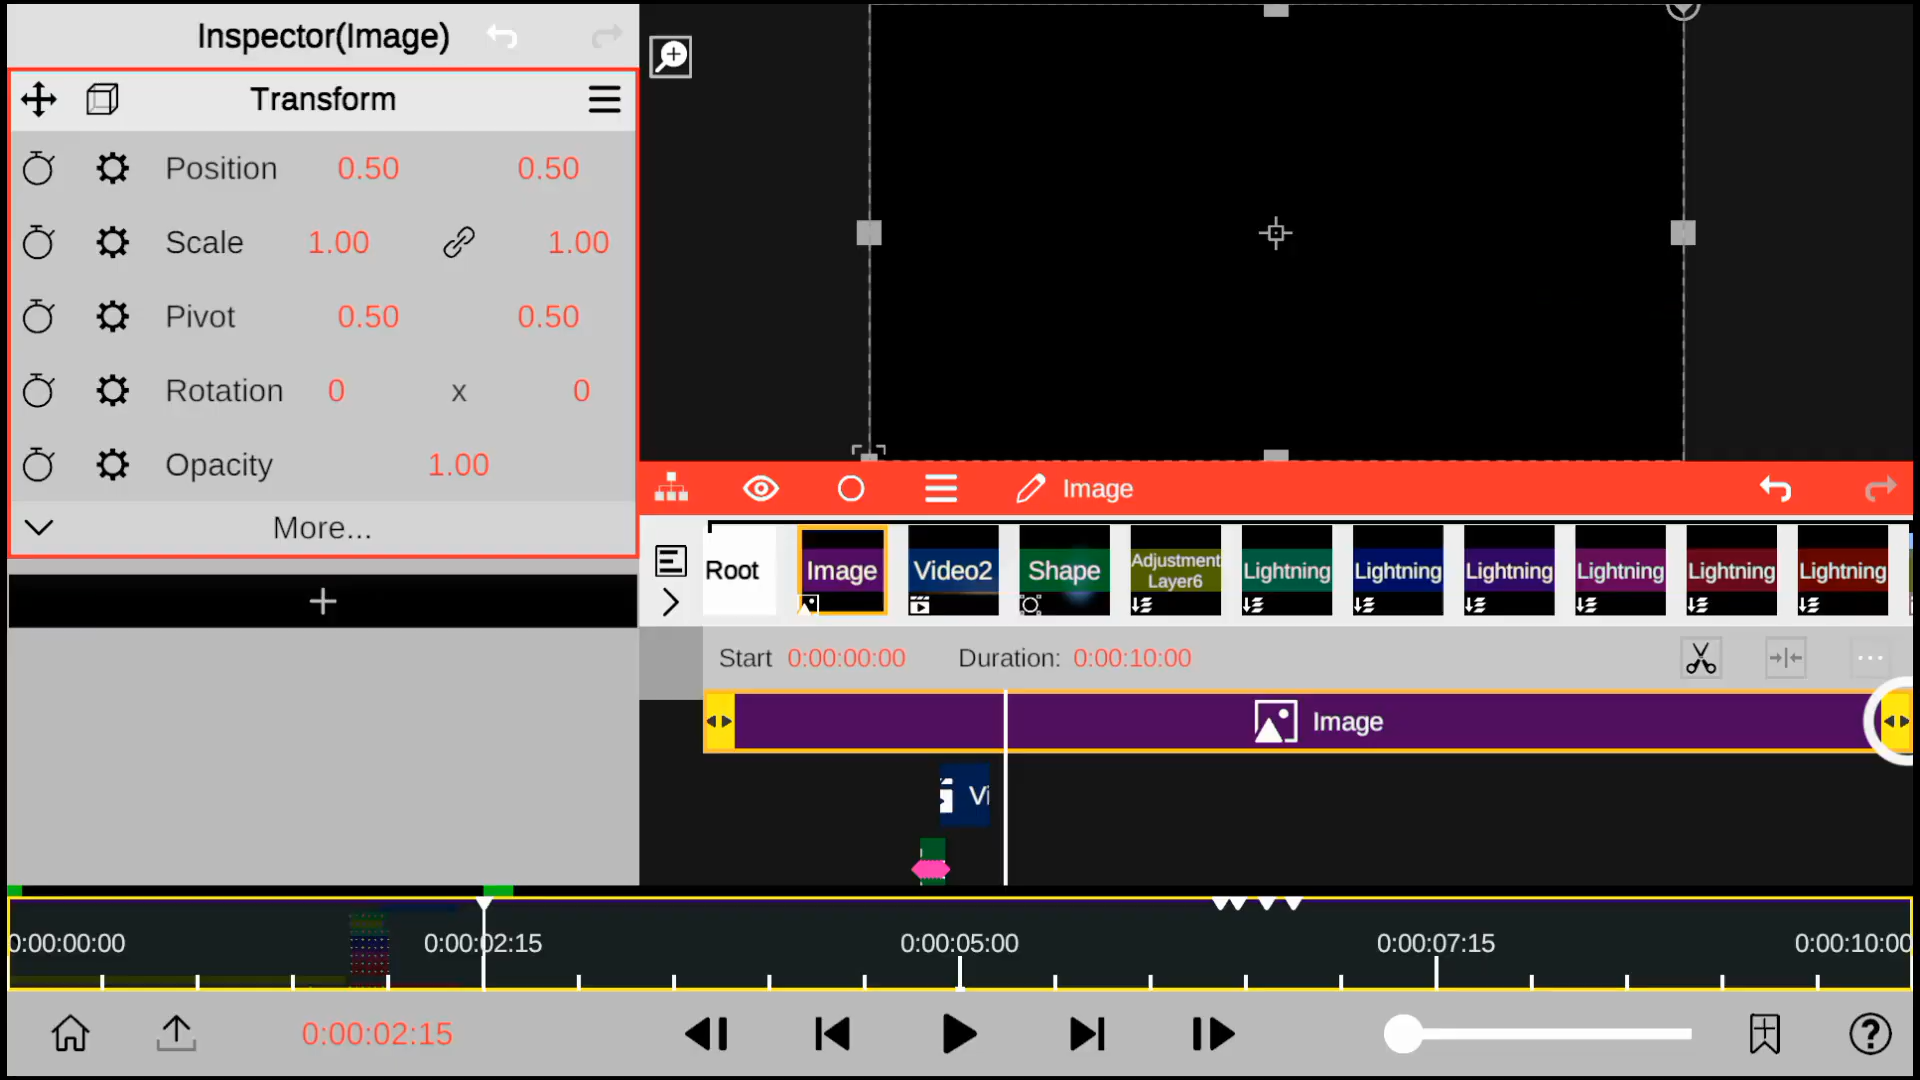 Inspector(Image)
Transform
Position 0.50 0.50
Scale 1.00 1.00
Pivot 0.50 0.50
Rotation 0 x 0
Opacity 1.00
More...
Image
Root
Image
Video2
Shape
Adjustment
Layer6
Lightning
Lightning
Lightning
Lightning
Lightning
Lightning
Start 0:00:00:00 Duration: 0:00:10:00
Image
Vi
0:00:00:00 0:00:02:15 0:00:05:00 0:00:07:15 0:00:10:00
0:00:02:15